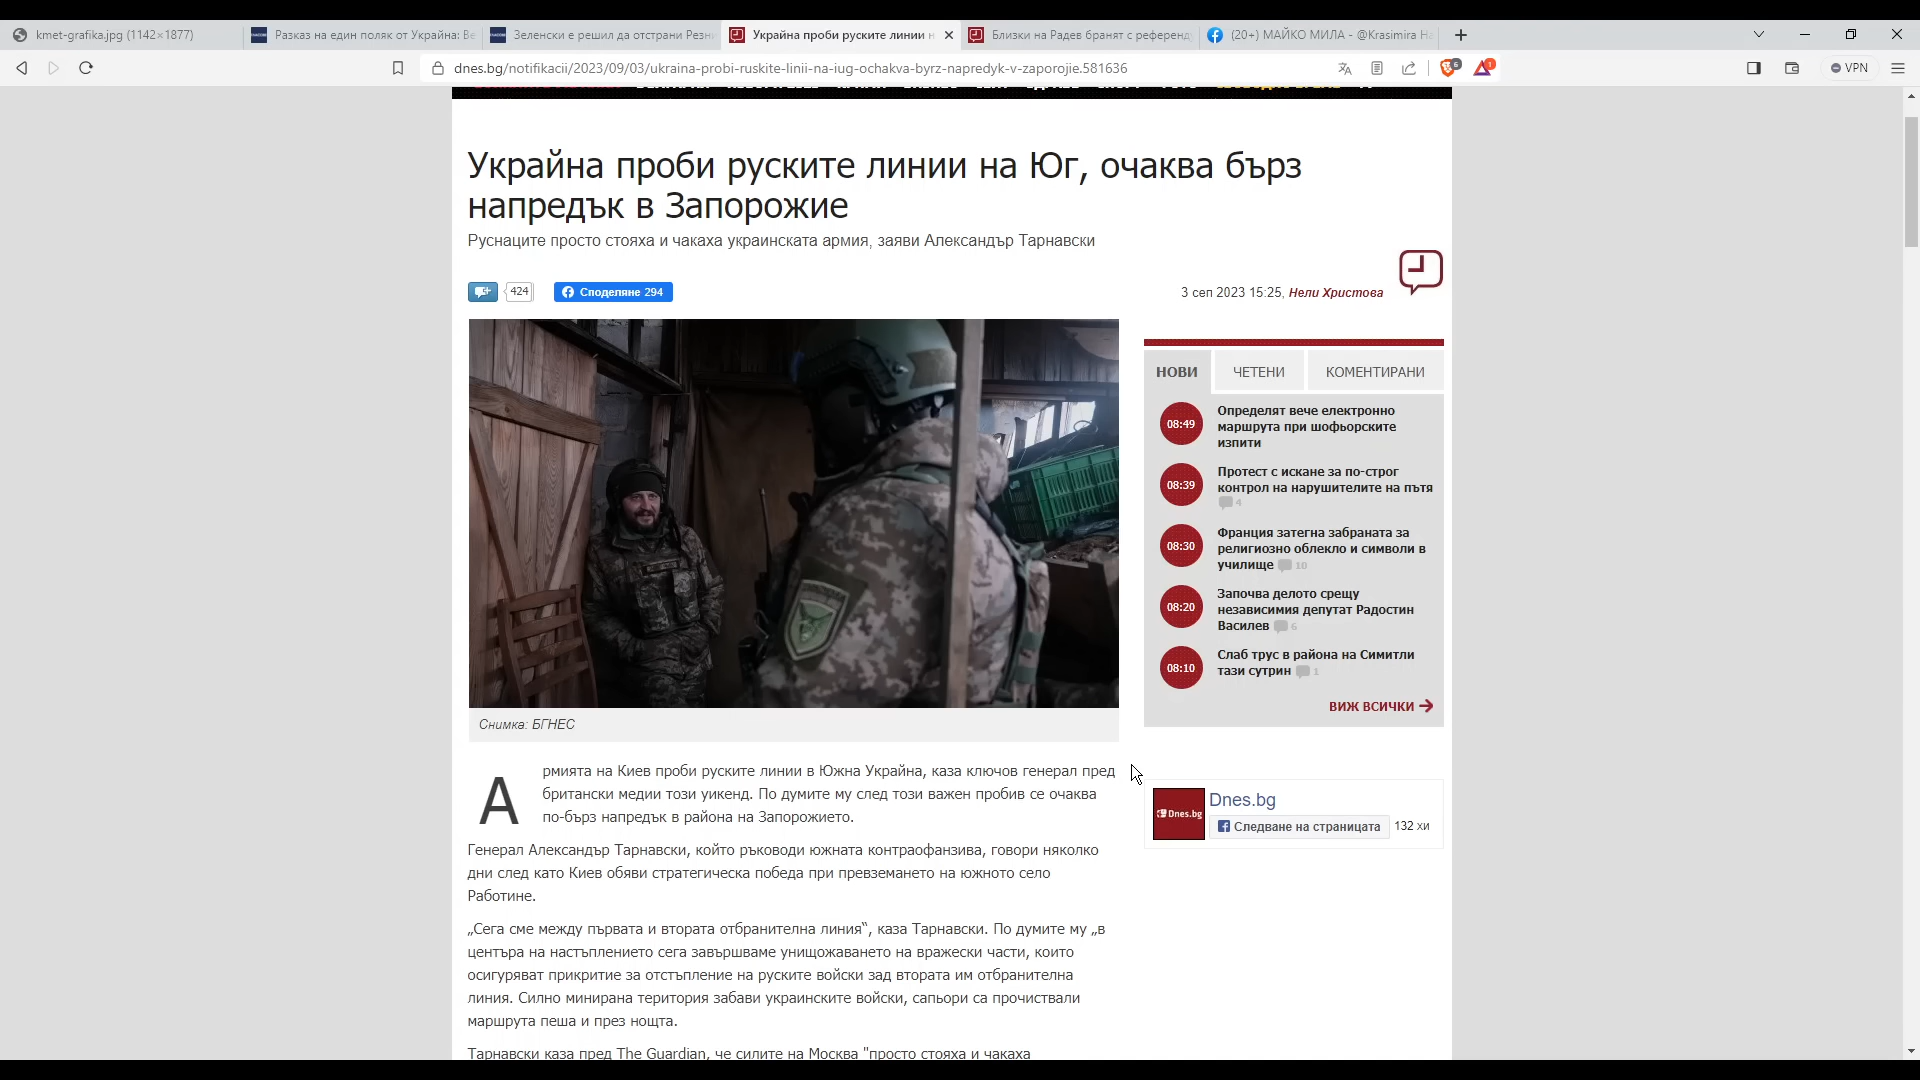 kmet-grafika.jpg (1142×1877)
Разказ на един поляк от Украйна: Ве
Зеленски е решил да отстрани Резни
Украйна проби руските линии н
Близки на Радев бранят с референд
(20+) МАЙКО МИЛА - @Krasimira Ha
dnes.bg/notifikacii/2023/09/03/ukraina-probi-ruskite-linii-na-iug-ochakva-byrz-napredyk-v-zaporojie.581636
6
1
VPN
Украйна проби руските линии на Юг, очаква бърз
напредък в Запорожие
Руснаците просто стояха и чакаха украинската армия, заяви Александър Тарнавски
424
Споделяне 294
3 сеп 2023 15:25, Нели Христова
Снимка: БГНЕС
Армията на Киев проби руските линии в Южна Украйна, каза ключов генерал пред
британски медии този уикенд. По думите му след този важен пробив се очаква
по-бърз напредък в района на Запорожието.
Генерал Александър Тарнавски, който ръководи южната контраофанзива, говори няколко
дни след като Киев обяви стратегическа победа при превземането на южното село
Работине.
„Сега сме между първата и втората отбранителна линия“, каза Тарнавски. По думите му „в
центъра на настъплението сега завършваме унищожаването на вражески части, които
осигуряват прикритие за отстъпление на руските войски зад втората им отбранителна
линия. Силно минирана територия забави украинските войски, сапьори са прочиствали
маршрута пеша и през нощта.
Тарнавски каза пред The Guardian, че силите на Москва "просто стояха и чакаха
НОВИ
ЧЕТЕНИ
КОМЕНТИРАНИ
08:49
Определят вече електронно
маршрута при шофьорските
изпити
08:39
Протест с искане за по-строг
контрол на нарушителите на пътя
4
08:30
Франция затегна забраната за
религиозно облекло и символи в
училище 10
08:20
Започва делото срещу
независимия депутат Радостин
Василев 6
08:10
Слаб трус в района на Симитли
тази сутрин 1
ВИЖ ВСИЧКИ
Dnes.bg
Dnes.bg
Следване на страницата
132 хи